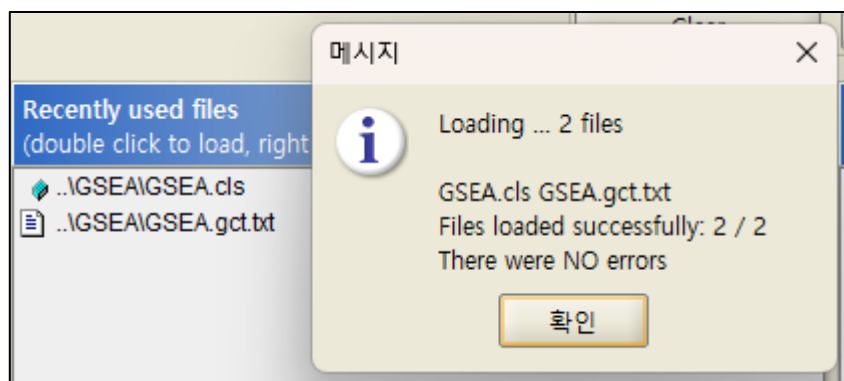 메시지
Recently used files
(double click to load, right
..\GSEA\GSEA.cls
..\GSEA\GSEA.gct.txt
Loading ... 2 files
GSEA.cls GSEA.gct.txt
Files loaded successfully: 2 / 2
There were NO errors
확인